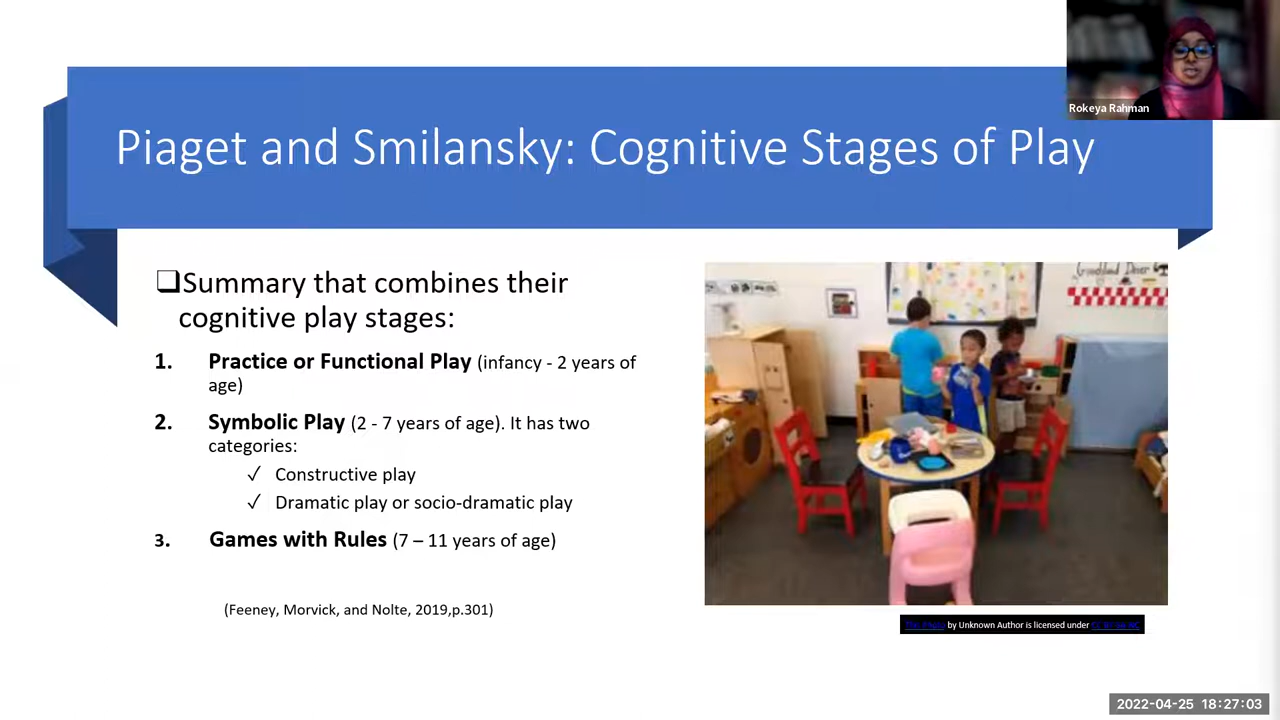 Rokeya Rahman
Piaget and Smilansky: Cognitive Stages of Play
❑Summary that combines their
cognitive play stages:
1. Practice or Functional Play (infancy - 2 years of
age)
2. Symbolic Play (2 - 7 years of age). It has two
categories:
✓ Constructive play
✓ Dramatic play or socio-dramatic play
3. Games with Rules (7 – 11 years of age)
(Feeney, Morvick, and Nolte, 2019,p.301)
by Unknown Author is licensed under
2022-04-25 18:27:03